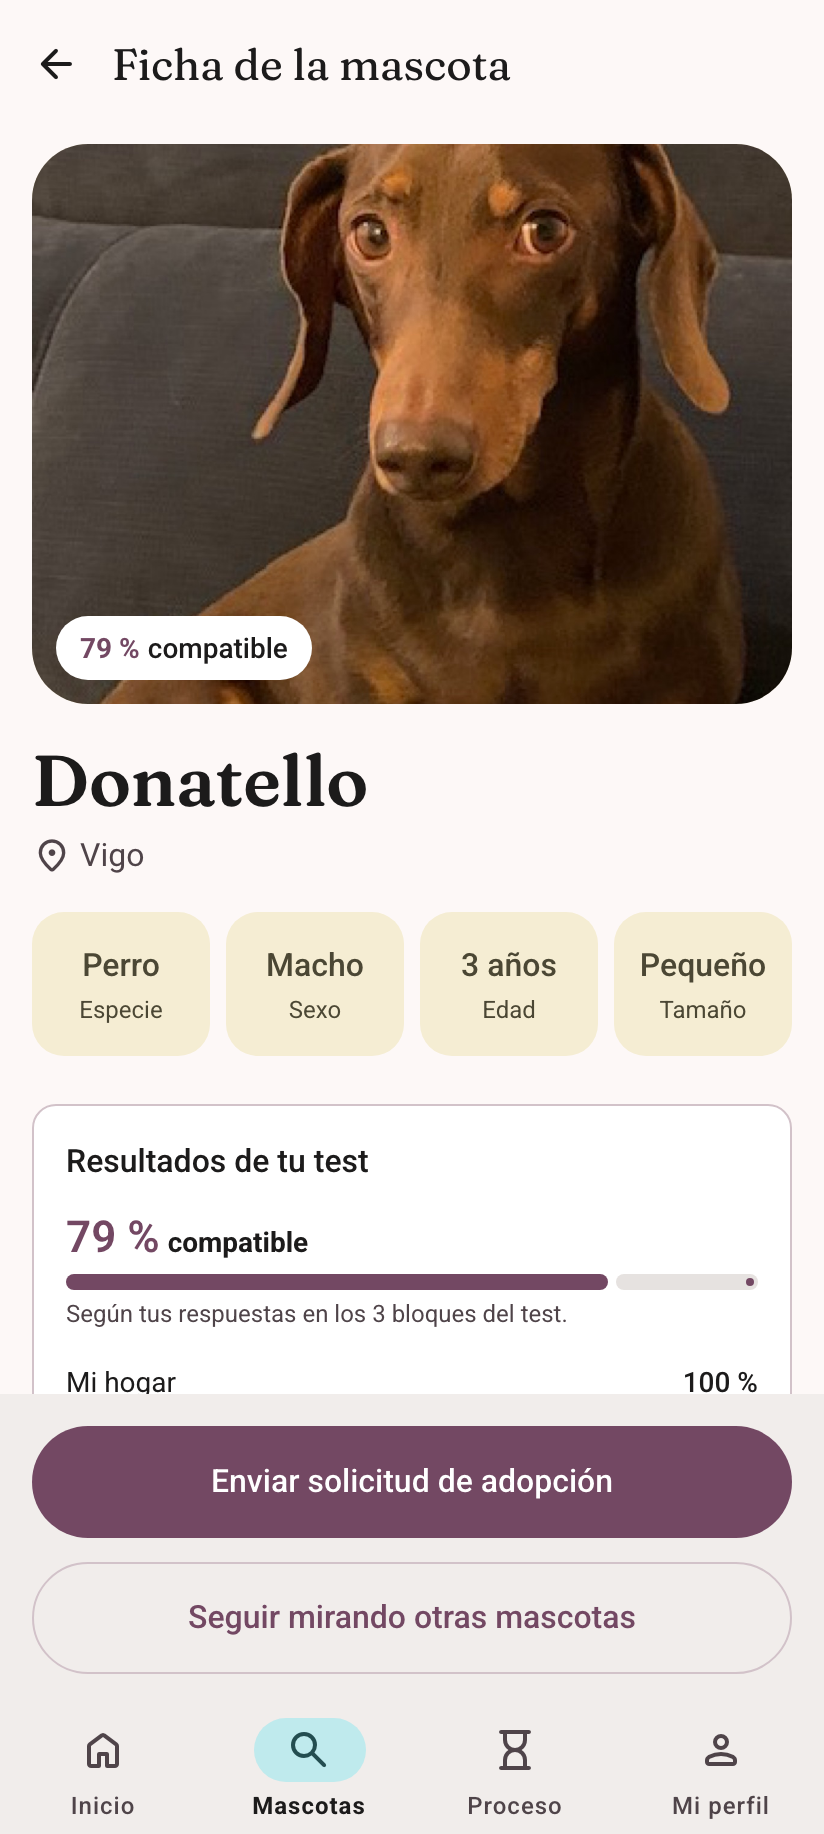 Ficha de la mascota
79 % compatible
Donatello
Vigo
Perro
Especie
Macho
Sexo
3 años
Edad
Pequeño
Tamaño
Resultados de tu test
79 % compatible
Según tus respuestas en los 3 bloques del test.
Mi hogar 100 %
Enviar solicitud de adopción
Seguir mirando otras mascotas
Inicio
Mascotas
Proceso
Mi perfil